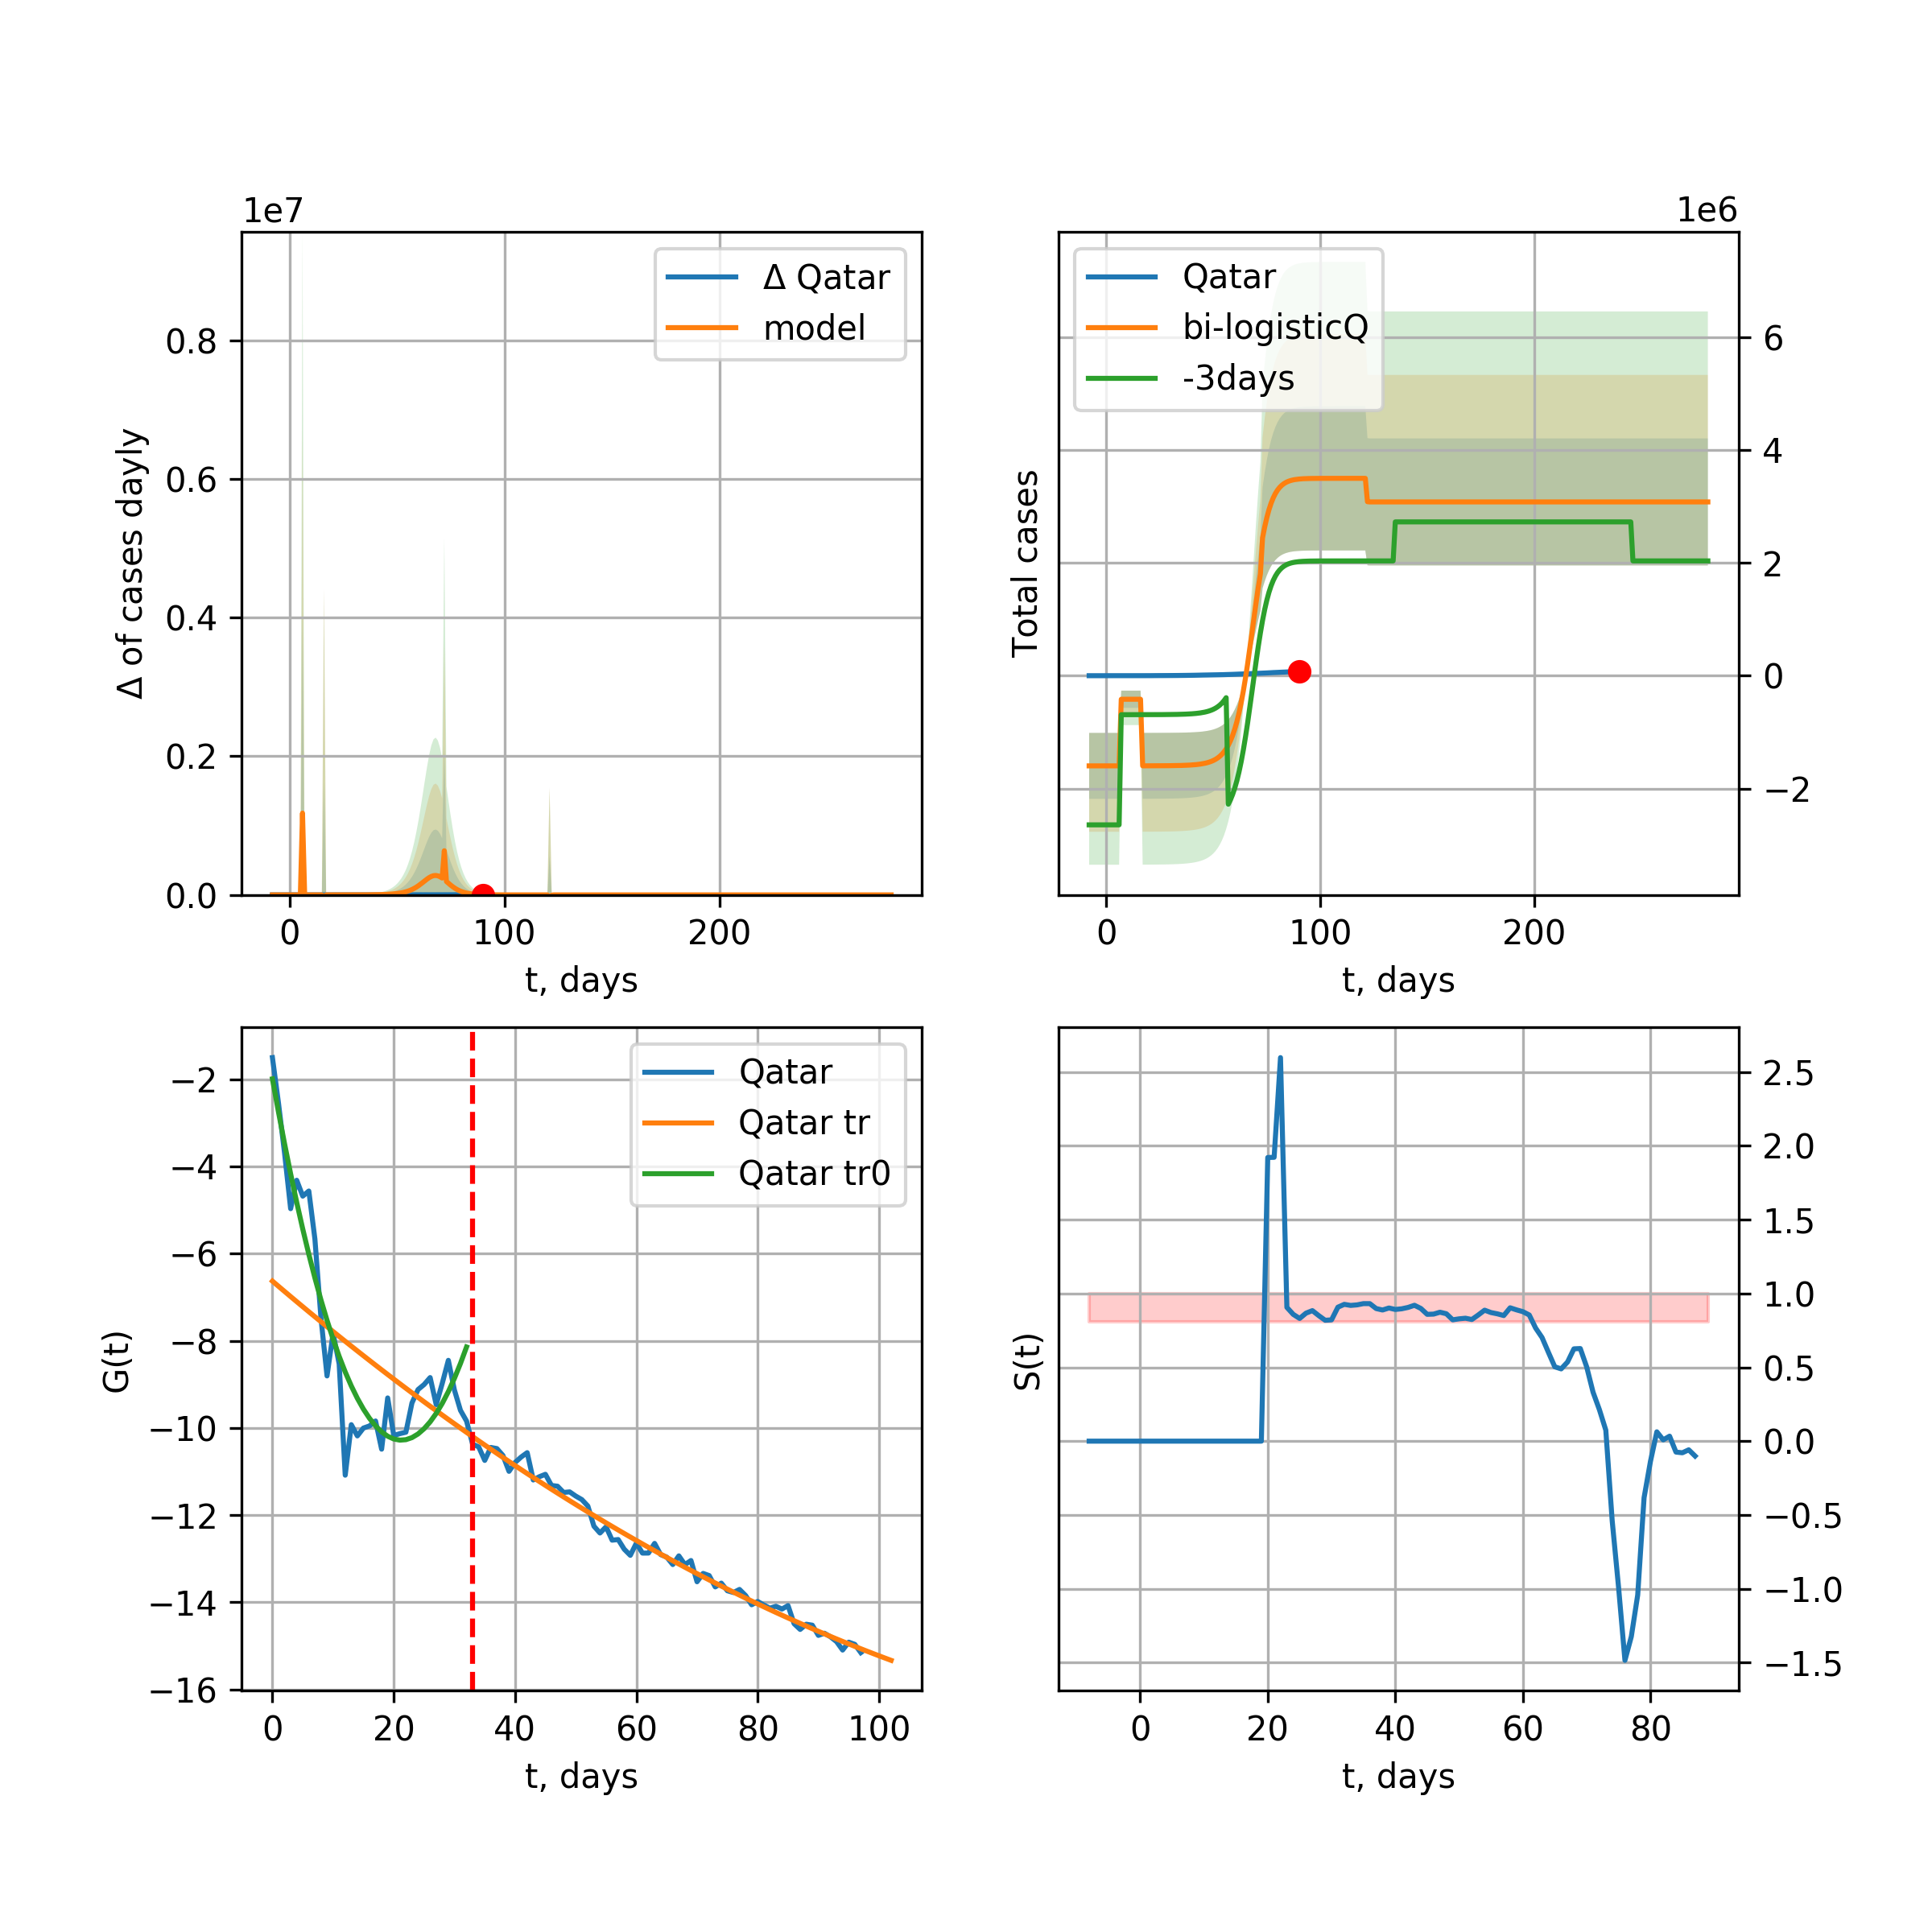 1e7
Δ Qatar
model
0.8
0.6
0.4
0.2
0.0
Δ of cases dayly
0 100 200
t, days
1e6
Qatar
bi-logisticQ
-3days
6
4
2
0
−2
Total cases
0 100 200
t, days
Qatar
Qatar tr
Qatar tr0
−2
−4
−6
−8
−10
−12
−14
−16
G(t)
0 20 40 60 80 100
t, days
2.5
2.0
1.5
1.0
0.5
0.0
−0.5
−1.0
−1.5
S(t)
0 20 40 60 80
t, days